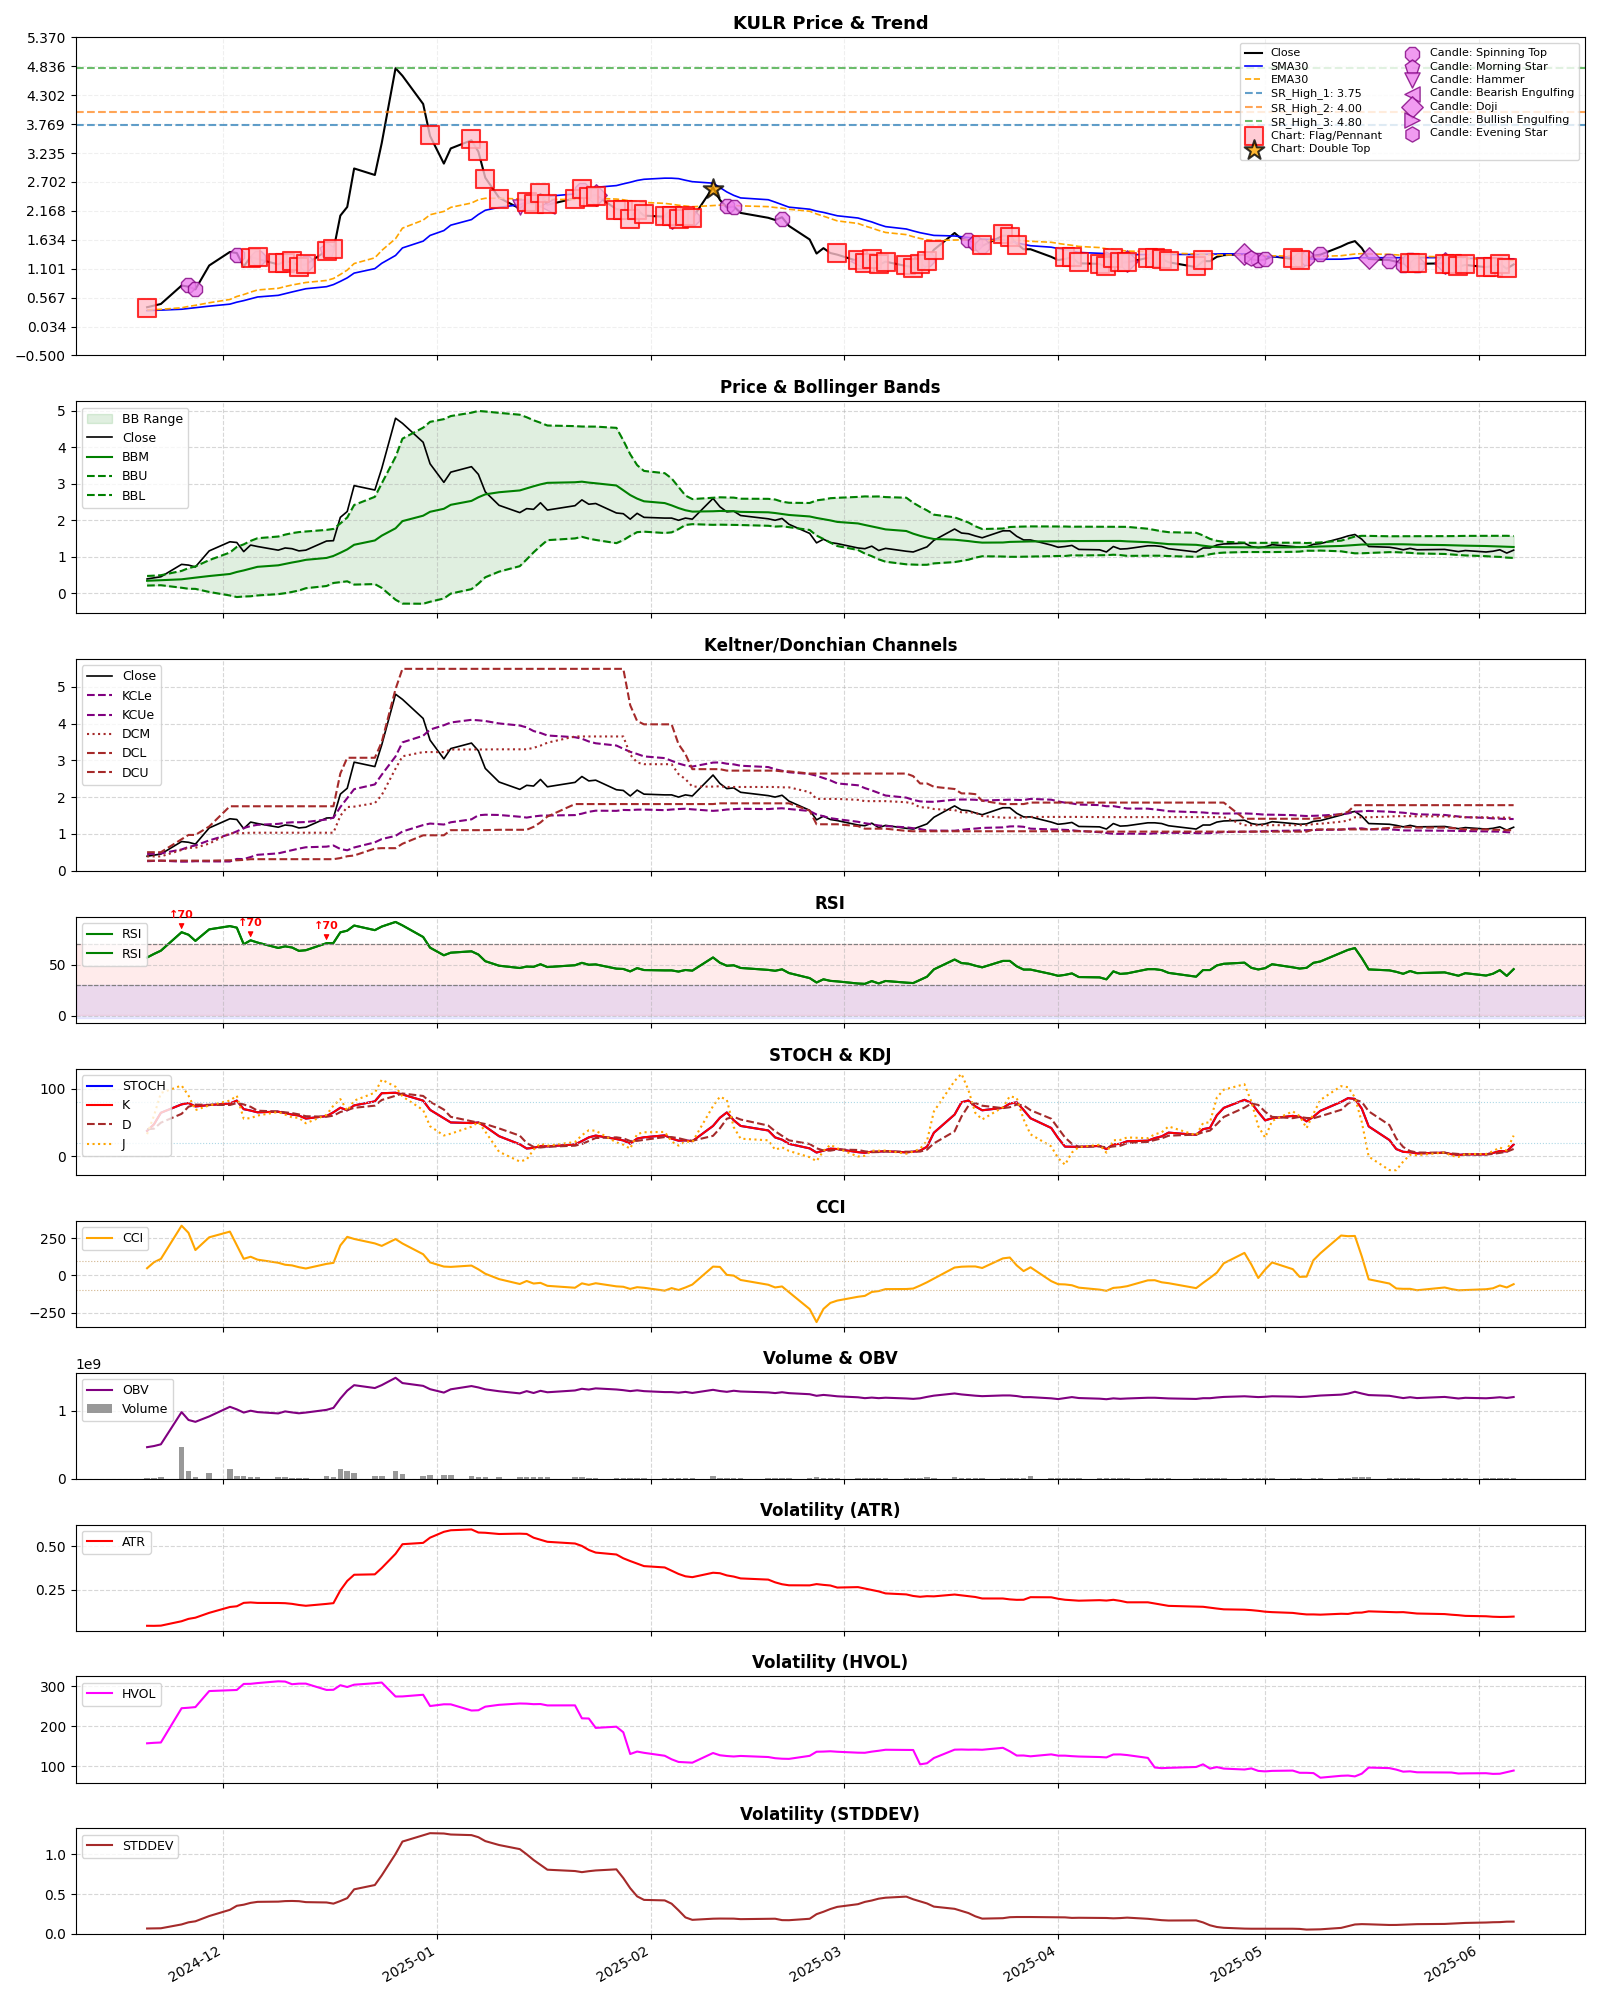 KULR Price & Trend
5.370
4.836
4.302
3.769
3.235
2.702
2.168
1.634
1.101
0.567
0.034
−0.500
Close
SMA30
EMA30
SR_High_1: 3.75
SR_High_2: 4.00
SR_High_3: 4.80
Chart: Flag/Pennant
Chart: Double Top
Candle: Spinning Top
Candle: Morning Star
Candle: Hammer
Candle: Bearish Engulfing
Candle: Doji
Candle: Bullish Engulfing
Candle: Evening Star
Price & Bollinger Bands
5
4
3
2
1
0
BB Range
Close
BBM
BBU
BBL
Keltner/Donchian Channels
5
4
3
2
1
0
Close
KCLe
KCUe
DCM
DCL
DCU
RSI
50
0
RSI
RSI
↑70
↑70
↑70
STOCH & KDJ
100
0
STOCH
K
D
J
CCI
250
0
−250
CCI
Volume & OBV
1e9
1
0
OBV
Volume
Volatility (ATR)
0.50
0.25
ATR
Volatility (HVOL)
300
200
100
HVOL
Volatility (STDDEV)
1.0
0.5
0.0
STDDEV
2024-12
2025-01
2025-02
2025-03
2025-04
2025-05
2025-06